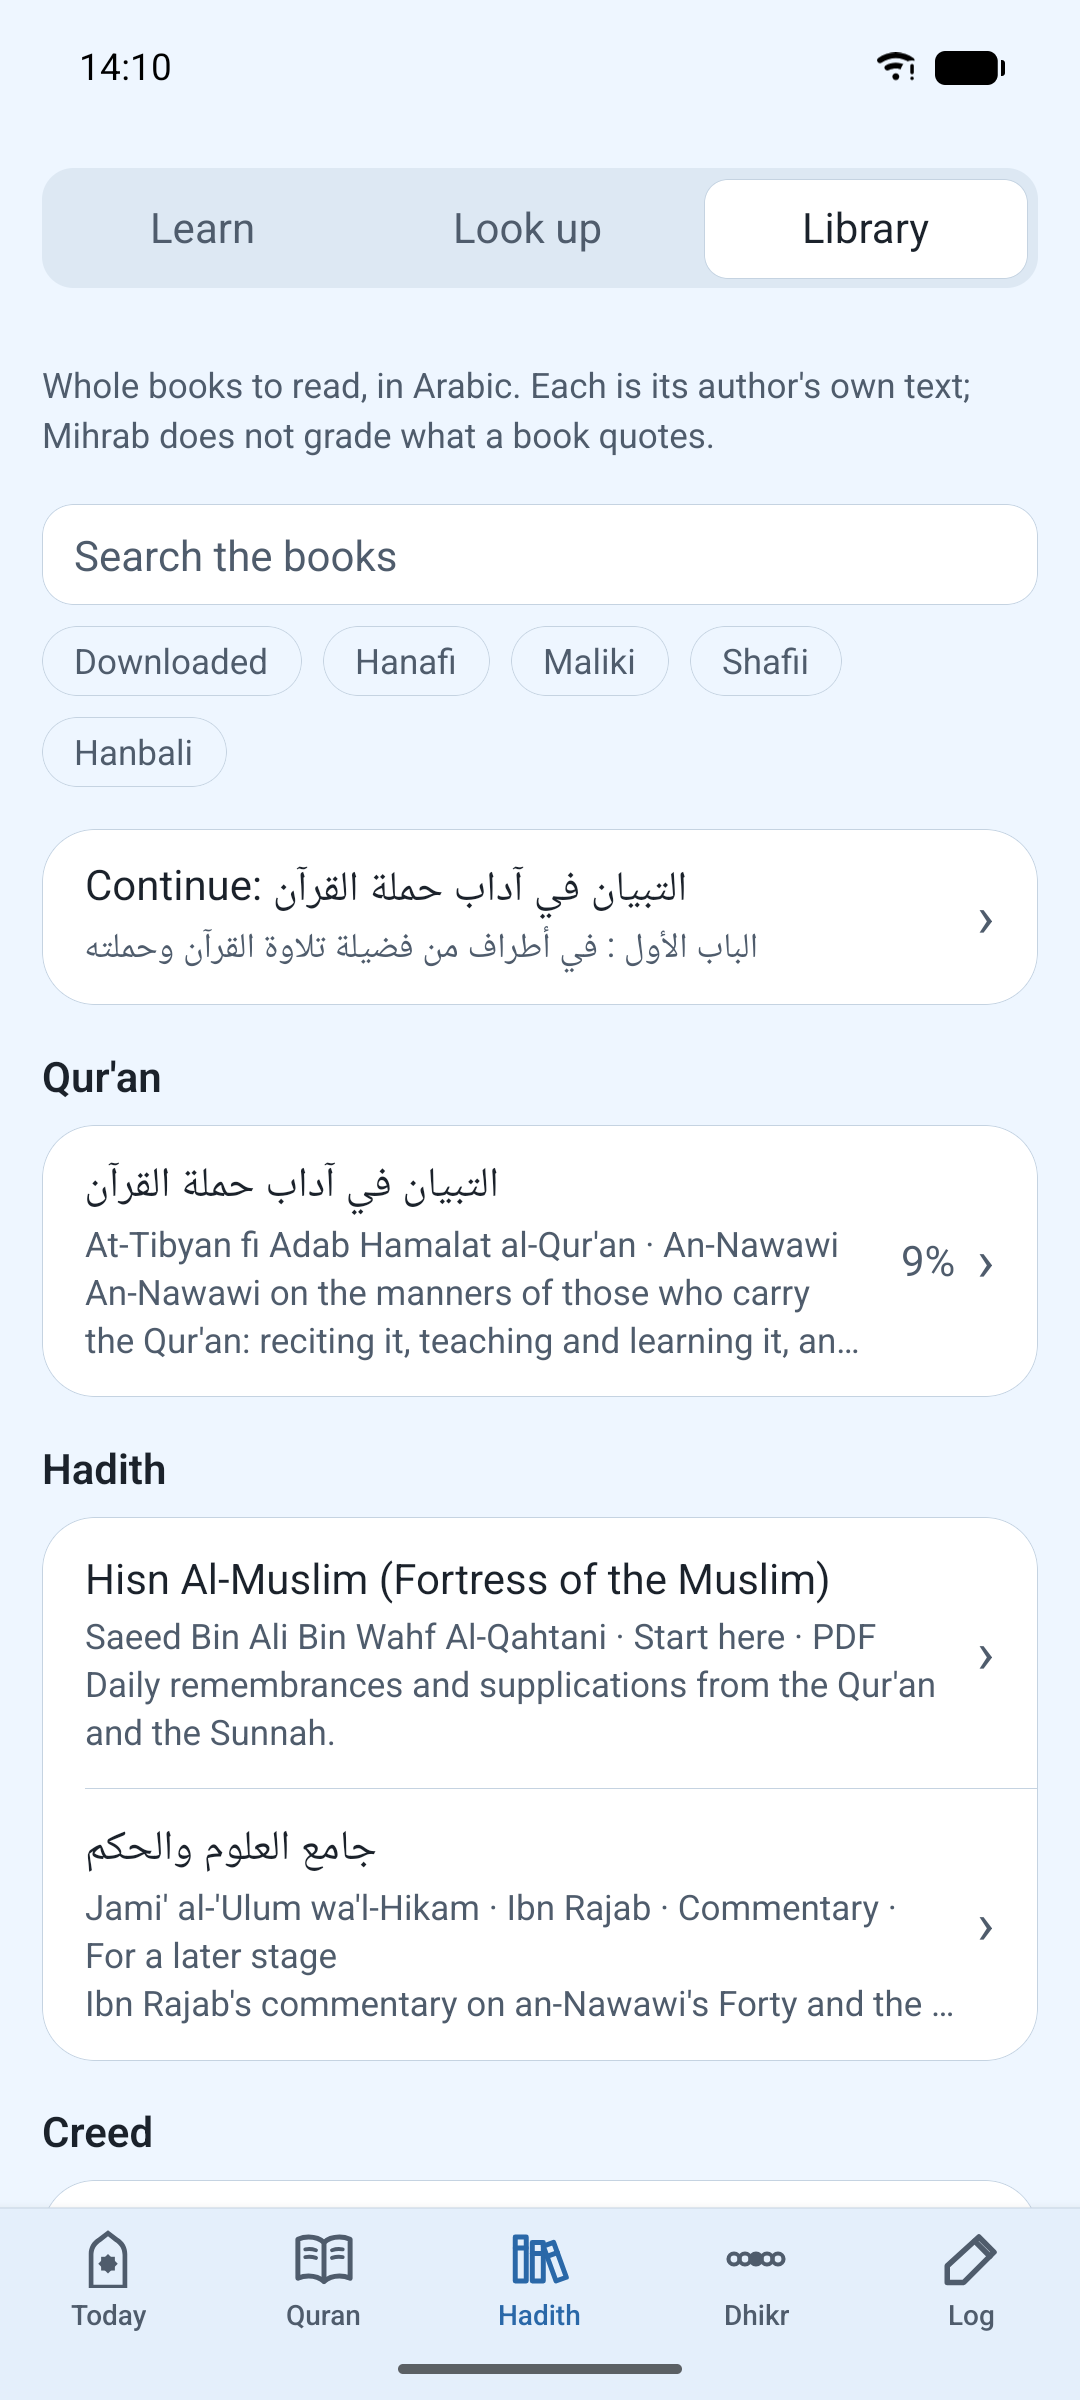 14:10
Learn
Look up
Library
Whole books to read, in Arabic. Each is its author's own text;
Mihrab does not grade what a book quotes.
Search the books
Downloaded
Hanafi
Maliki
Shafii
Hanbali
Continue: التبيان في آداب حملة القرآن
الباب الأول : في أطراف من فضيلة تلاوة القرآن وحملته
Qur'an
التبيان في آداب حملة القرآن
At-Tibyan fi Adab Hamalat al-Qur'an · An-Nawawi
An-Nawawi on the manners of those who carry
the Qur'an: reciting it, teaching and learning it, an…
9%
Hadith
Hisn Al-Muslim (Fortress of the Muslim)
Saeed Bin Ali Bin Wahf Al-Qahtani · Start here · PDF
Daily remembrances and supplications from the Qur'an
and the Sunnah.
جامع العلوم والحكم
Jami' al-'Ulum wa'l-Hikam · Ibn Rajab · Commentary ·
For a later stage
Ibn Rajab's commentary on an-Nawawi's Forty and the …
Creed
Today
Quran
Hadith
Dhikr
Log